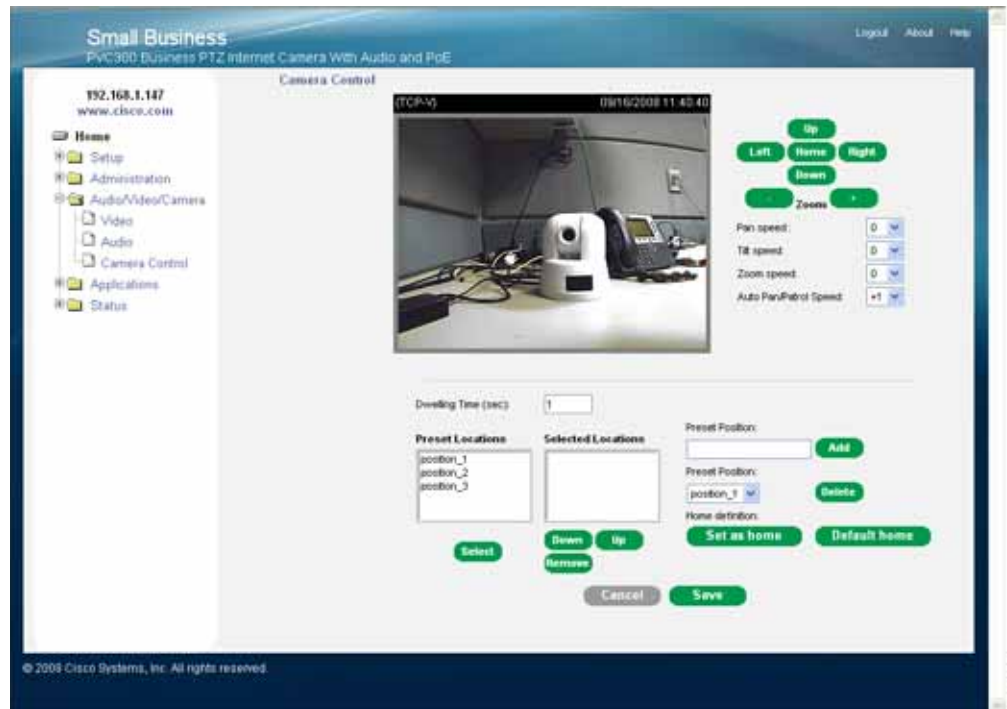 Small Business
Logout About Help
PVC300 Business PTZ Internet Camera With Audio and PoE
Camera Control
192.168.1.147
www.cisco.com
Home
Setup
Administration
Audio/Video/Camera
Video
Audio
Camera Control
Applications
Status
(TCP-V) 09/16/2008 11:40:40
Up
Left Home Right
Down
- Zoom +
Pan speed: 0
Tilt speed: 0
Zoom speed: 0
Auto Pan/Patrol Speed: +1
Dwelling Time (sec): 1
Preset Locations
position_1
position_2
position_3
Select
Selected Locations
Down Up
Remove
Preset Position:
Add
Preset Position:
position_1 Delete
Home definition:
Set as home Default home
Cancel Save
© 2008 Cisco Systems, Inc. All rights reserved.